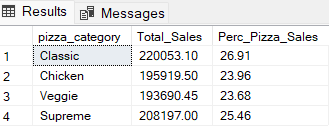 Results Messages
pizza_category Total_Sales Perc_Pizza_Sales
1 Classic 220053.10 26.91
2 Chicken 195919.50 23.96
3 Veggie 193690.45 23.68
4 Supreme 208197.00 25.46